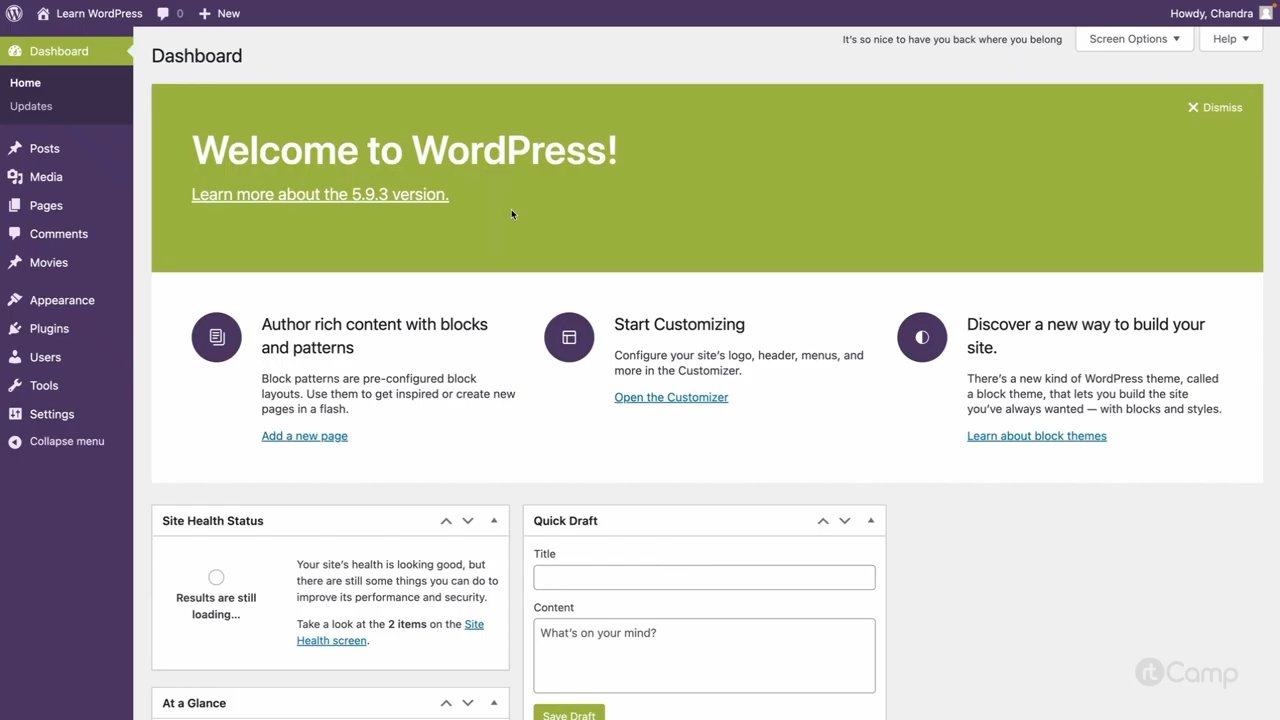 Learn WordPress
0
New
Howdy, Chandra
Dashboard
Home
Updates
Posts
Media
Pages
Comments
Movies
Appearance
Plugins
Users
Tools
Settings
Collapse menu
It's so nice to have you back where you belong
Screen Options
Help
Dashboard
Dismiss
Welcome to WordPress!
Learn more about the 5.9.3 version.
Author rich content with blocks
and patterns
Block patterns are pre-configured block
layouts. Use them to get inspired or create new
pages in a flash.
Add a new page
Start Customizing
Configure your site's logo, header, menus, and
more in the Customizer.
Open the Customizer
Discover a new way to build your
site.
There's a new kind of WordPress theme, called
a block theme, that lets you build the site
you've always wanted — with blocks and styles.
Learn about block themes
Site Health Status
Results are still
loading...
Your site's health is looking good, but
there are still some things you can do to
improve its performance and security.
Take a look at the 2 items on the Site
Health screen.
At a Glance
Quick Draft
Title
Content
What's on your mind?
Save Draft
rtCamp